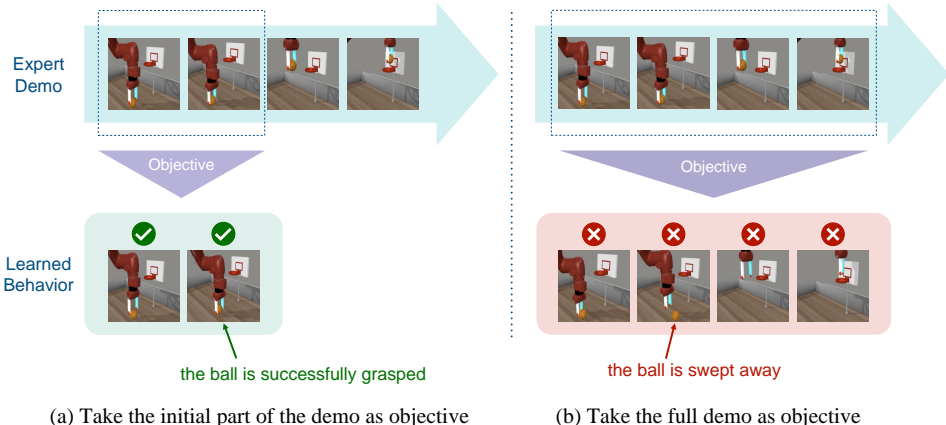 Expert
Demo
Objective
Objective
Learned
Behavior
the ball is successfully grasped
the ball is swept away
(a) Take the initial part of the demo as objective
(b) Take the full demo as objective